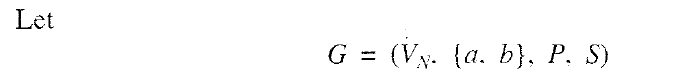 Let
G = (V_N. {a. b}, P, S)